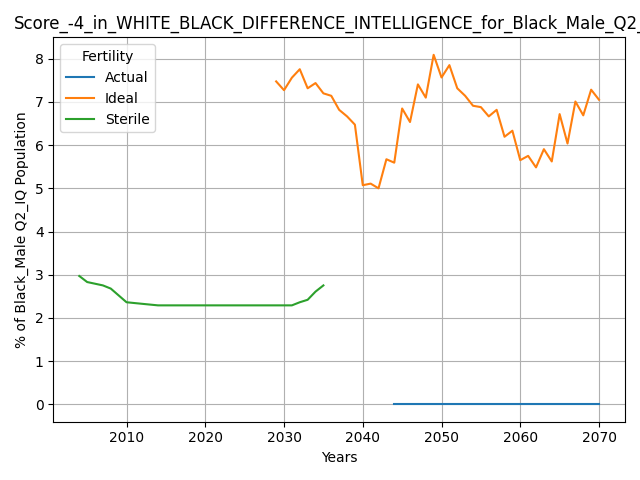 Score_-4_in_WHITE_BLACK_DIFFERENCE_INTELLIGENCE_for_Black_Male_Q2_
Fertility
Actual
Ideal
Sterile
% of Black_Male Q2_IQ Population
8
7
6
5
4
3
2
1
0
2010 2020 2030 2040 2050 2060 2070
Years